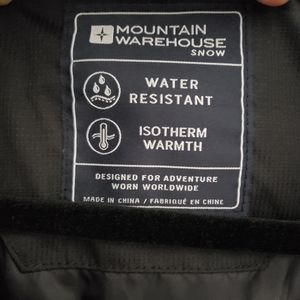 MOUNTAIN
WAREHOUSE
SNOW
WATER
RESISTANT
ISOTHERM
WARMTH
DESIGNED FOR ADVENTURE
WORN WORLDWIDE
MADE IN CHINA / FABRIQUÉ EN CHINE